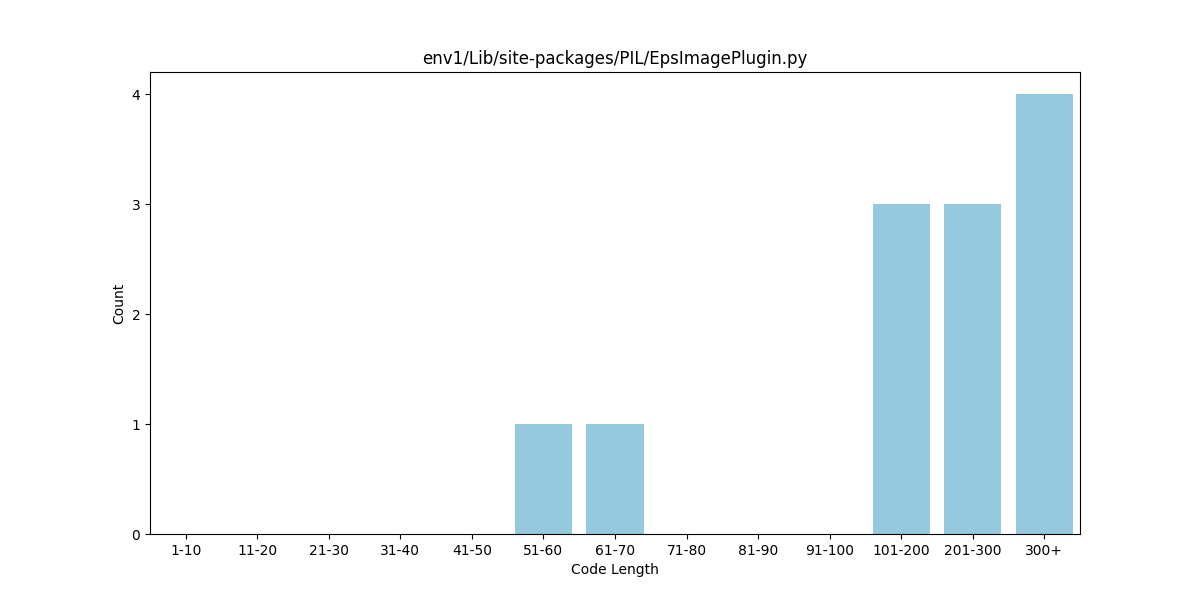 env1/Lib/site-packages/PIL/EpsImagePlugin.py
4
3
2
1
0
Count
1-10 11-20 21-30 31-40 41-50 51-60 61-70 71-80 81-90 91-100 101-200 201-300 300+
Code Length